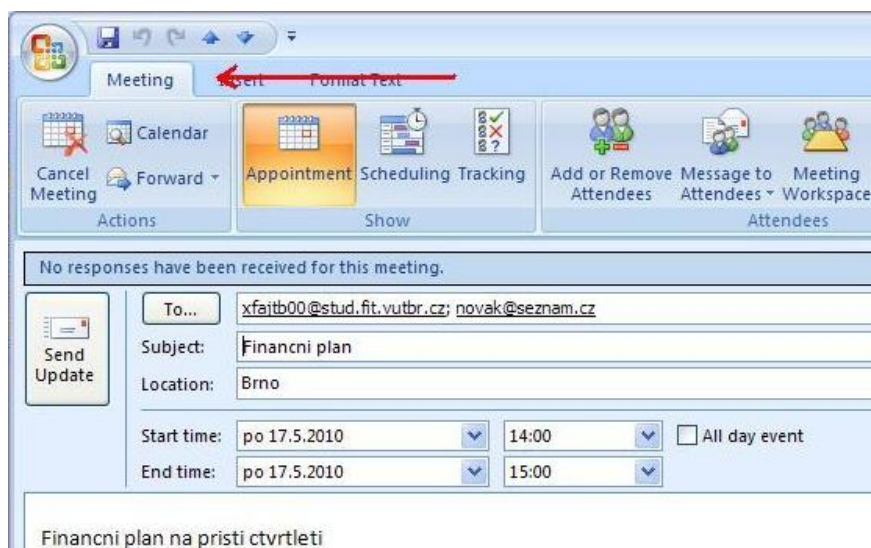 Meeting Insert Format Text
Calendar
Cancel Meeting
Forward
Actions
Appointment Scheduling Tracking
Show
Add or Remove Attendees
Message to Attendees
Meeting Workspace
Attendees
No responses have been received for this meeting.
Send Update
To... xfajtb00@stud.fit.vutbr.cz; novak@seznam.cz
Subject: Financni plan
Location: Brno
Start time: po 17.5.2010 14:00 All day event
End time: po 17.5.2010 15:00
Financni plan na pristi ctvrtleti